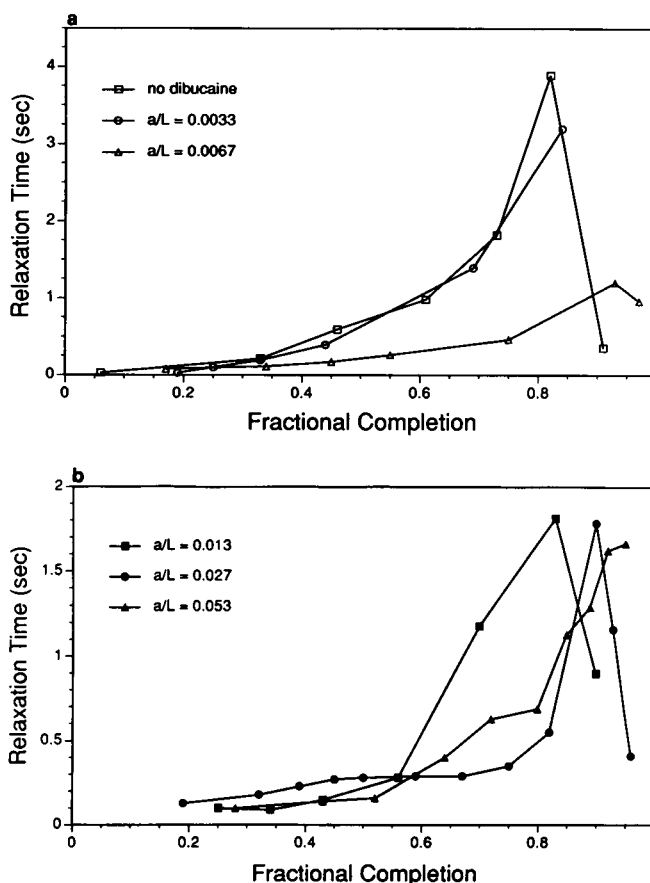 a
4
3
2
1
0
Relaxation Time (sec)
no dibucaine
a/L = 0.0033
a/L = 0.0067
0 0.2 0.4 0.6 0.8
Fractional Completion
b
2
1.5
1
0.5
0
Relaxation Time (sec)
a/L = 0.013
a/L = 0.027
a/L = 0.053
0 0.2 0.4 0.6 0.8
Fractional Completion